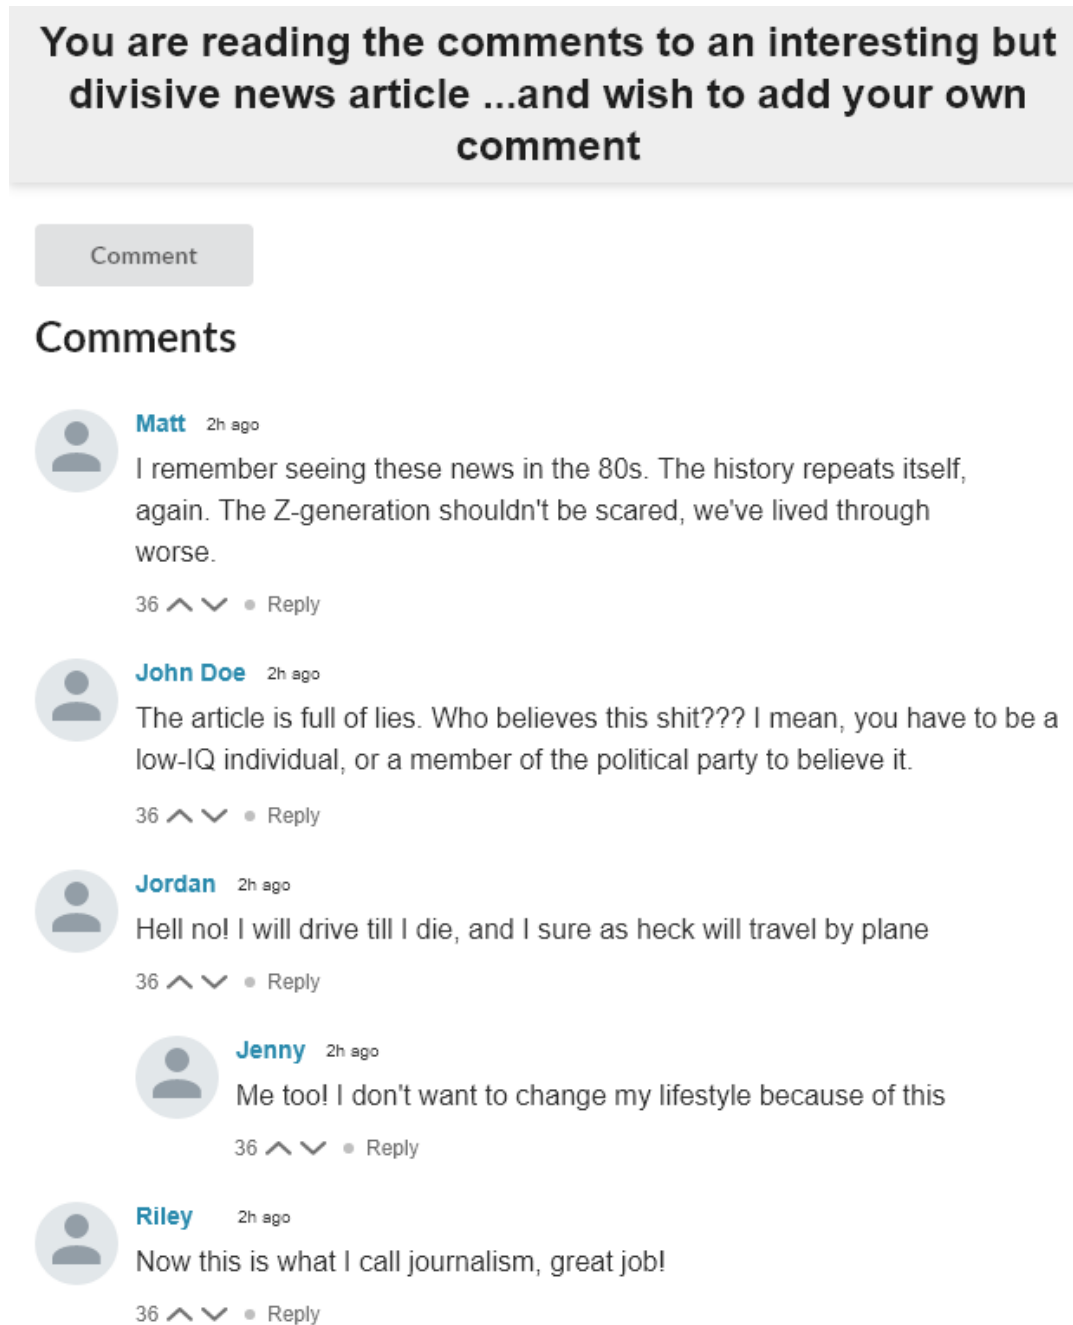 You are reading the comments to an interesting but
divisive news article ...and wish to add your own
comment
Comment
Comments
Matt 2h ago
I remember seeing these news in the 80s. The history repeats itself,
again. The Z-generation shouldn't be scared, we've lived through
worse.
36 Reply
John Doe 2h ago
The article is full of lies. Who believes this shit??? I mean, you have to be a
low-IQ individual, or a member of the political party to believe it.
36 Reply
Jordan 2h ago
Hell no! I will drive till I die, and I sure as heck will travel by plane
36 Reply
Jenny 2h ago
Me too! I don't want to change my lifestyle because of this
36 Reply
Riley 2h ago
Now this is what I call journalism, great job!
36 Reply